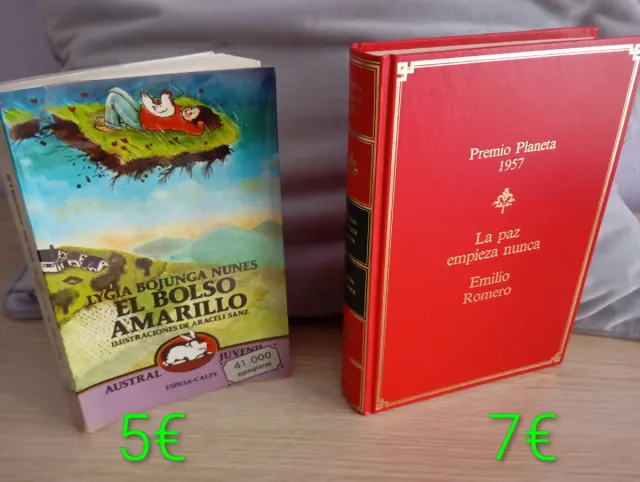 LYGIA BOJUNGA NUNES
EL BOLSO
AMARILLO
ILUSTRACIONES DE ARACELI SANZ
AUSTRAL JUVENIL
ESPASA-CALPE
41.000
ejemplares
5€
Premio Planeta
1957
La paz
empieza nunca
Emilio
Romero
7€